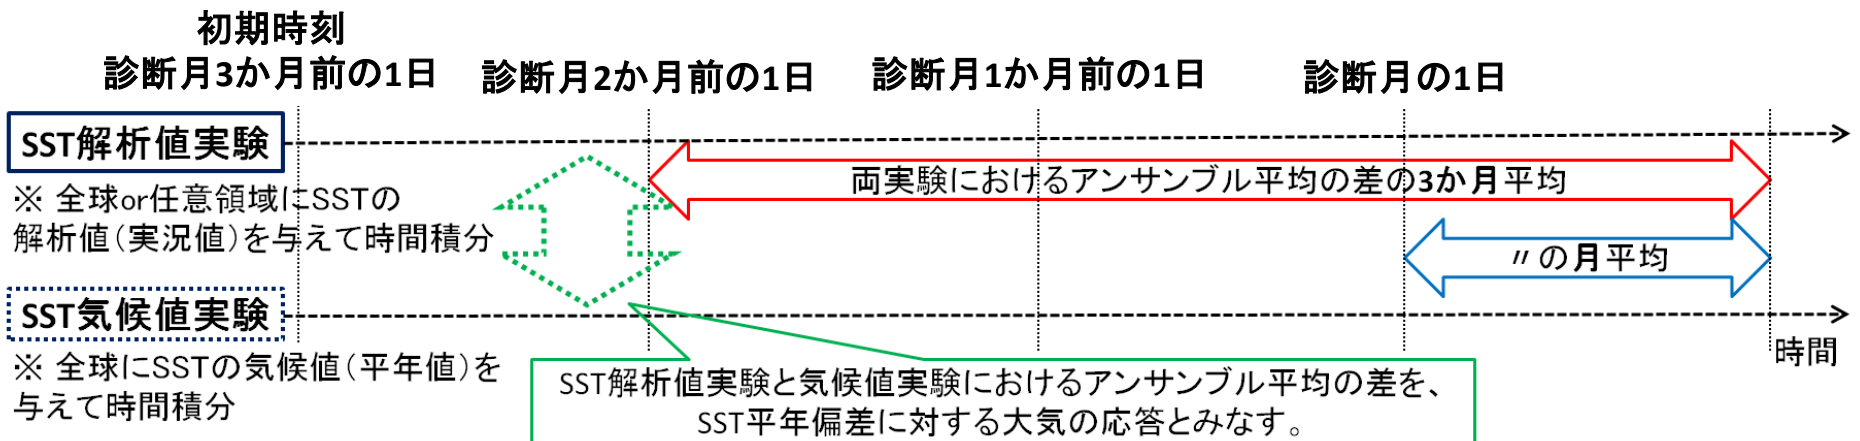 初期時刻
診断月3か月前の1日
診断月2か月前の1日
診断月1か月前の1日
診断月の1日
SST解析値実験
※ 全球or任意領域にSSTの
解析値(実況値)を与えて時間積分
両実験におけるアンサンブル平均の差の3か月平均
〃の月平均
SST気候値実験
※ 全球にSSTの気候値(平年値)を
与えて時間積分
時間
SST解析値実験と気候値実験におけるアンサンブル平均の差を、
SST平年偏差に対する大気の応答とみなす。